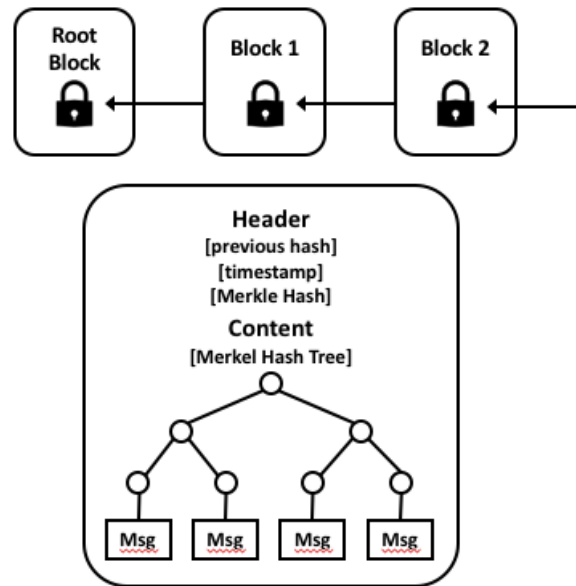 Root
Block
Block 1
Block 2
Header
[previous hash]
[timestamp]
[Merkle Hash]
Content
[Merkel Hash Tree]
Msg Msg Msg Msg